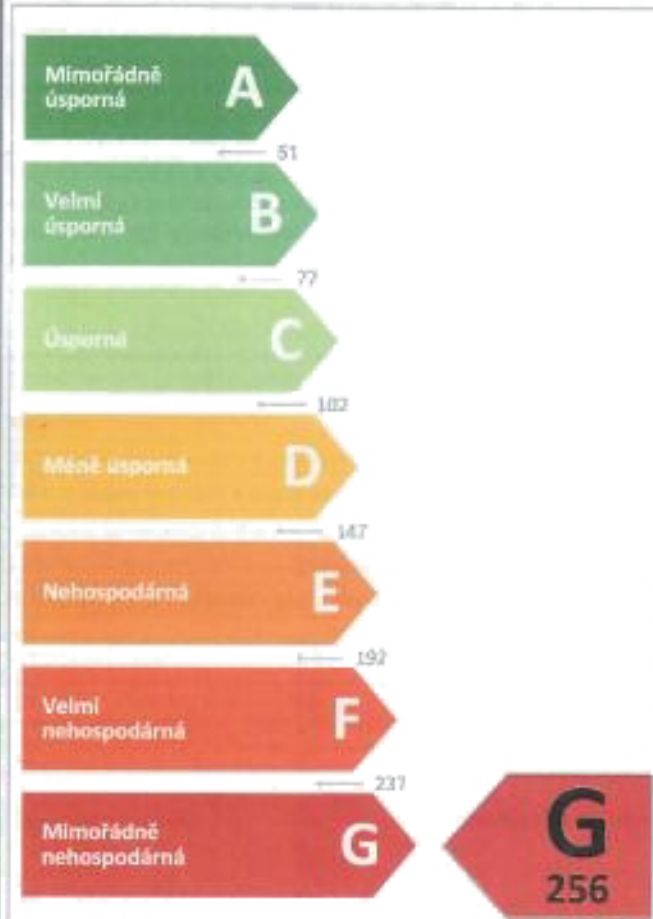 Mimořádně
úsporná
A
51
Velmi
úsporná
B
77
Úsporná
C
102
Méně úsporná
D
147
Nehospodárná
E
192
Velmi
nehospodárná
F
237
Mimořádně
nehospodárná
G
G
256